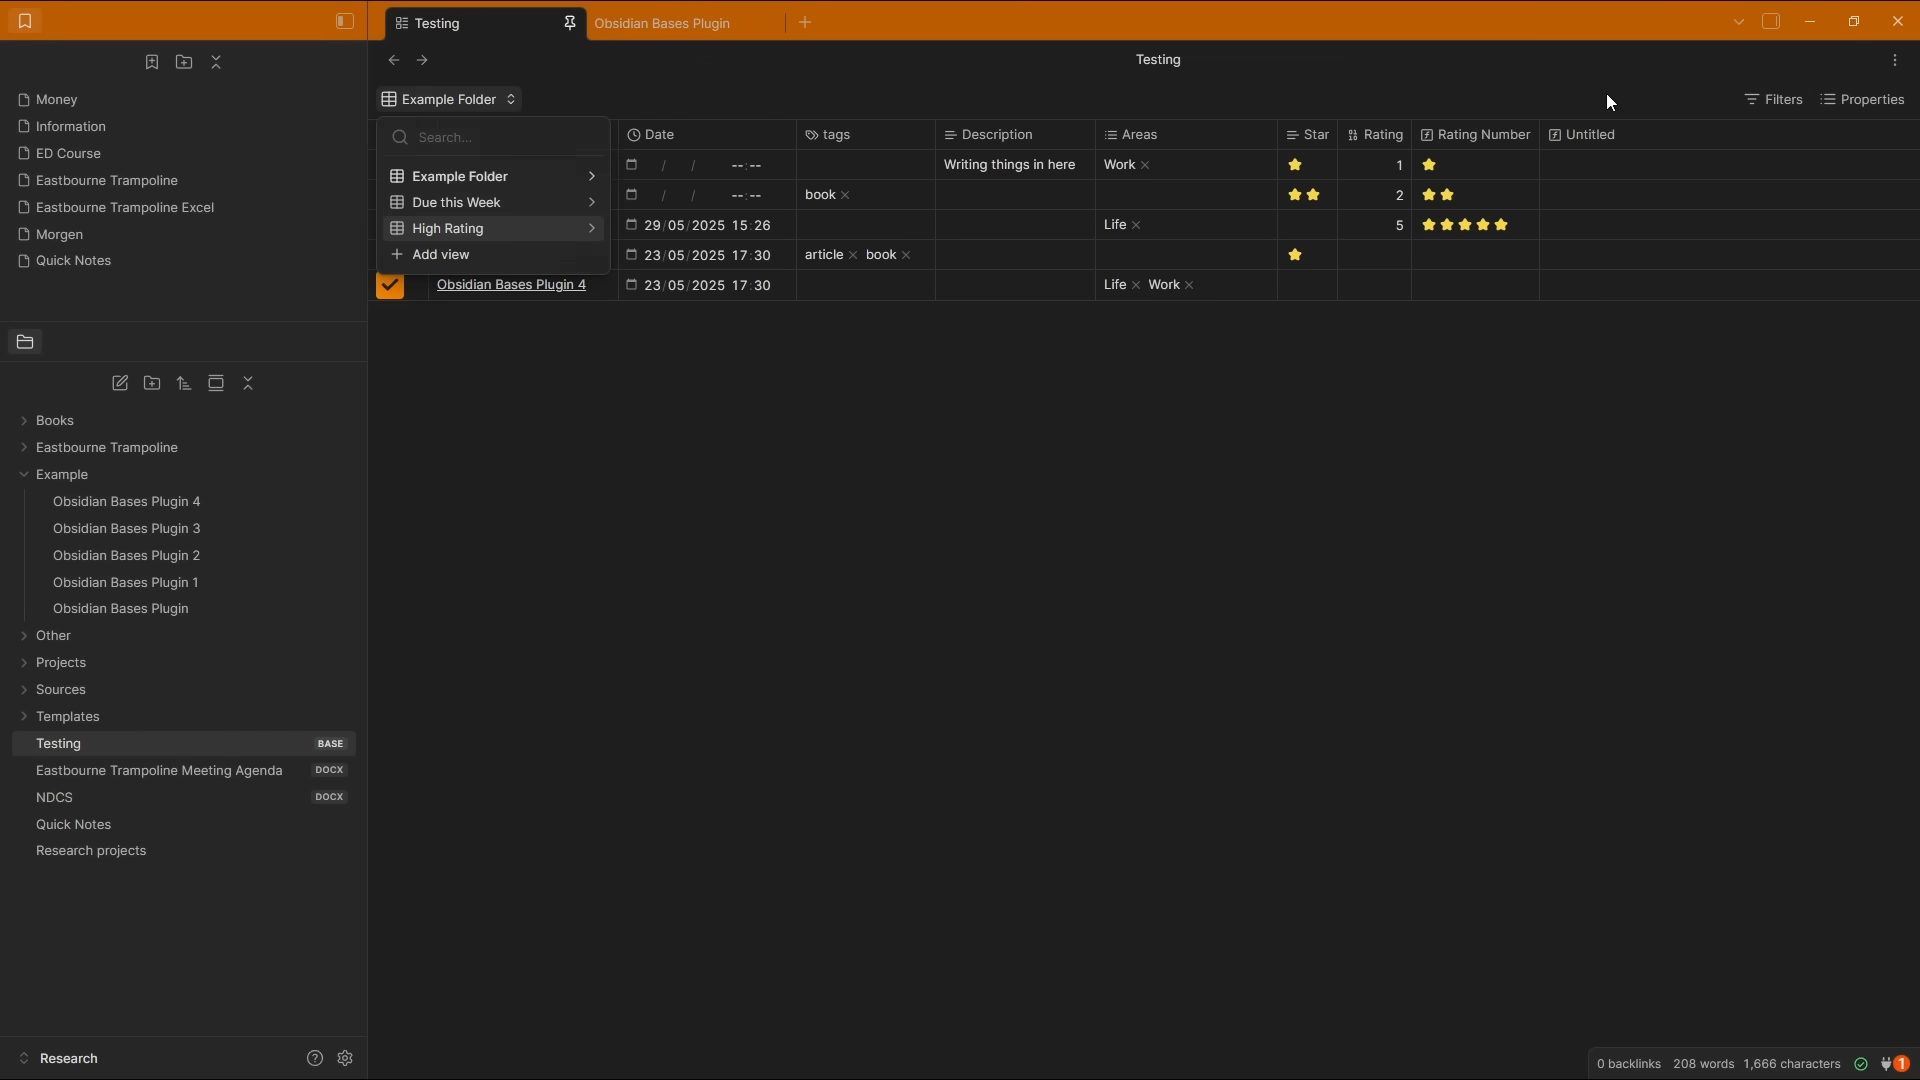 Testing
Obsidian Bases Plugin
Testing
Money
Information
ED Course
Eastbourne Trampoline
Eastbourne Trampoline Excel
Morgen
Quick Notes
Example Folder
Filters
Properties
Search...
Example Folder
Due this Week
High Rating
Add view
Date tags Description Areas Star Rating Rating Number Untitled
/ / --:-- Writing things in here Work × 1
/ / --:-- book × 2
29/05/2025 15:26 Life × 5
23/05/2025 17:30 article × book ×
Obsidian Bases Plugin 4 23/05/2025 17:30 Life × Work ×
Books
Eastbourne Trampoline
Example
Obsidian Bases Plugin 4
Obsidian Bases Plugin 3
Obsidian Bases Plugin 2
Obsidian Bases Plugin 1
Obsidian Bases Plugin
Other
Projects
Sources
Templates
Testing BASE
Eastbourne Trampoline Meeting Agenda DOCX
NDCS DOCX
Quick Notes
Research projects
Research
0 backlinks 208 words 1,666 characters 1